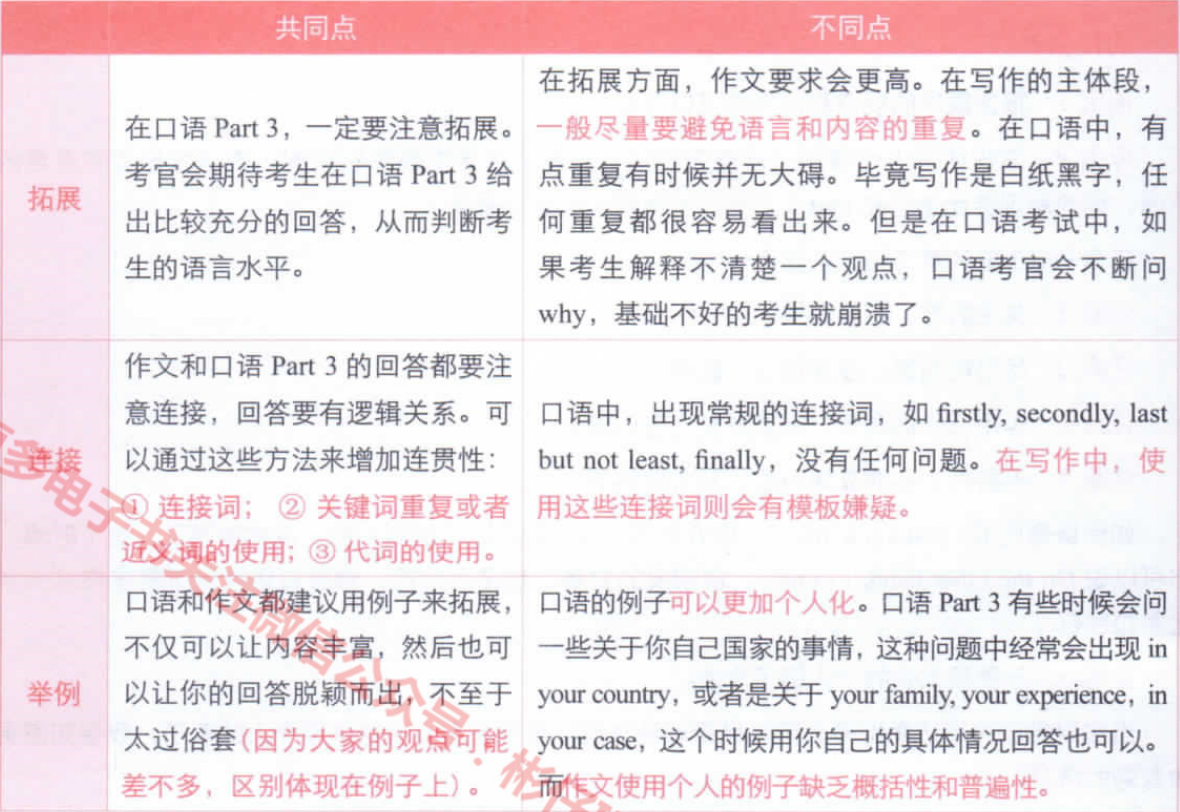 共同点
不同点
拓展
在口语 Part 3，一定要注意拓展。
考官会期待考生在口语 Part 3 给
出比较充分的回答，从而判断考
生的语言水平。
在拓展方面，作文要求会更高。在写作的主体段，
一般尽量要避免语言和内容的重复。在口语中，有
点重复有时候并无大碍。毕竟写作是白纸黑字，任
何重复都很容易看出来。但是在口语考试中，如
果考生解释不清楚一个观点，口语考官会不断问
why，基础不好的考生就崩溃了。
连接
作文和口语 Part 3 的回答都要注
意连接，回答要有逻辑关系。可
以通过这些方法来增加连贯性：
① 连接词； ② 关键词重复或者
近义词的使用; ③ 代词的使用。
口语中，出现常规的连接词，如 firstly, secondly, last
but not least, finally，没有任何问题。在写作中，使
用这些连接词则会有模板嫌疑。
举例
口语和作文都建议用例子来拓展，
不仅可以让内容丰富，然后也可
以让你的回答脱颖而出，不至于
太过俗套(因为大家的观点可能
差不多，区别体现在例子上）。
口语的例子可以更加个人化。口语 Part 3 有些时候会问
一些关于你自己国家的事情，这种问题中经常会出现 in
your country，或者是关于 your family, your experience，in
your case，这个时候用你自己的具体情况回答也可以。
而作文使用个人的例子缺乏概括性和普遍性。
多电子书关注微信公众号：彬